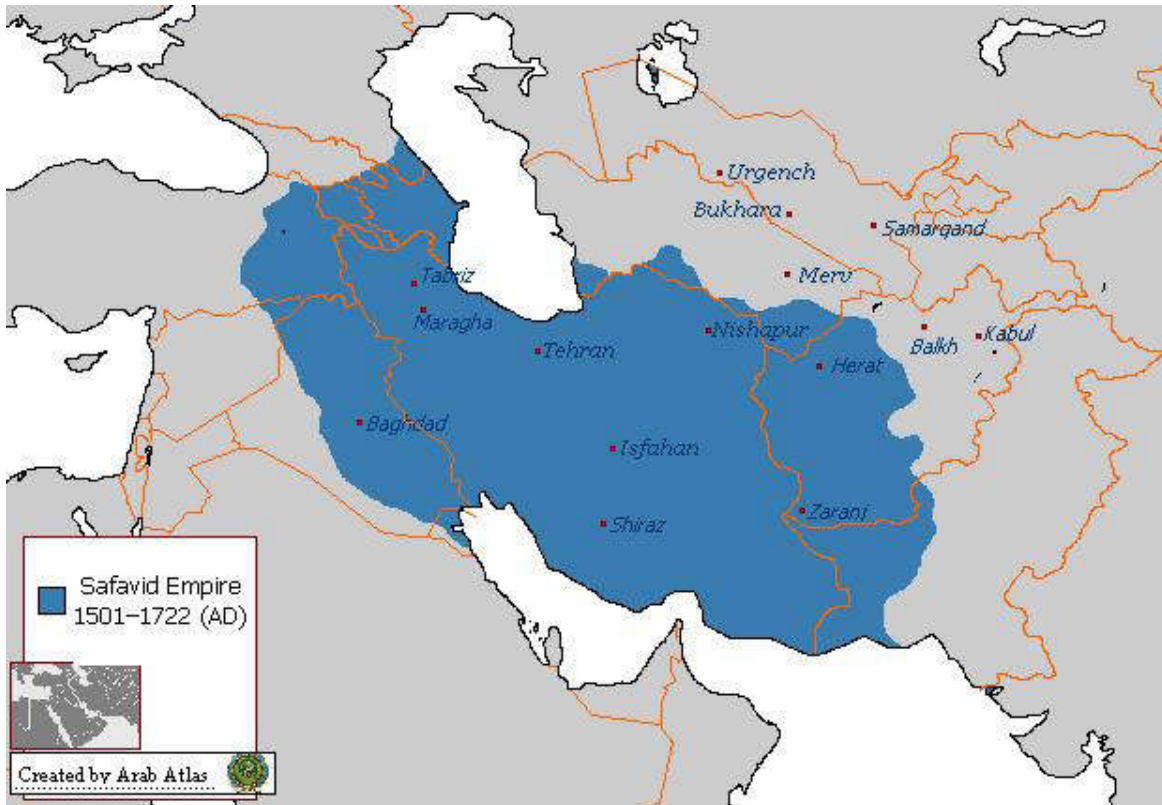 Urgench
Bukhara
Samarqand
Merv
Tabriz
Maragha
Nishapur
Balkh
Kabul
Tehran
Herat
Baghdad
Isfahan
Zaranj
Shiraz
Safavid Empire
1501–1722 (AD)
Created by Arab Atlas